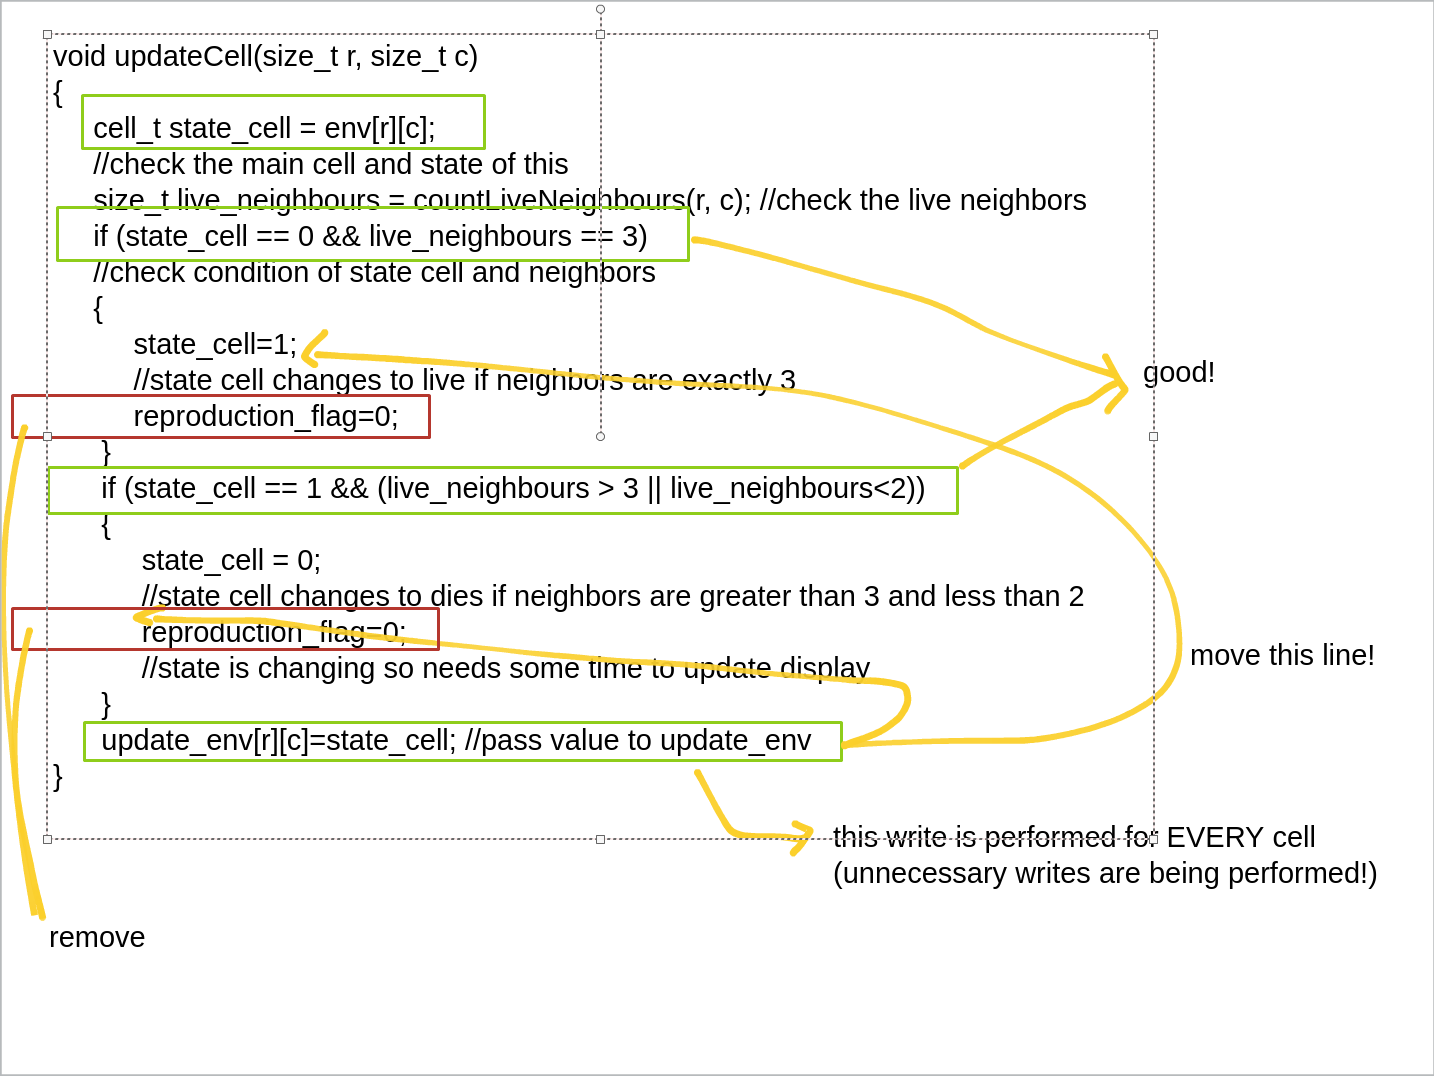 void updateCell(size_t r, size_t c)
{
cell_t state_cell = env[r][c];
//check the main cell and state of this
size_t live_neighbours = countLiveNeighbours(r, c); //check the live neighbors
if (state_cell == 0 && live_neighbours == 3)
//check condition of state cell and neighbors
{
state_cell=1;
//state cell changes to live if neighbors are exactly 3
good!
reproduction_flag=0;
}
if (state_cell == 1 && (live_neighbours > 3 || live_neighbours<2))
{
state_cell = 0;
//state cell changes to dies if neighbors are greater than 3 and less than 2
reproduction_flag=0;
move this line!
//state is changing so needs some time to update display
}
update_env[r][c]=state_cell; //pass value to update_env
}
this write is performed for EVERY cell
(unnecessary writes are being performed!)
remove